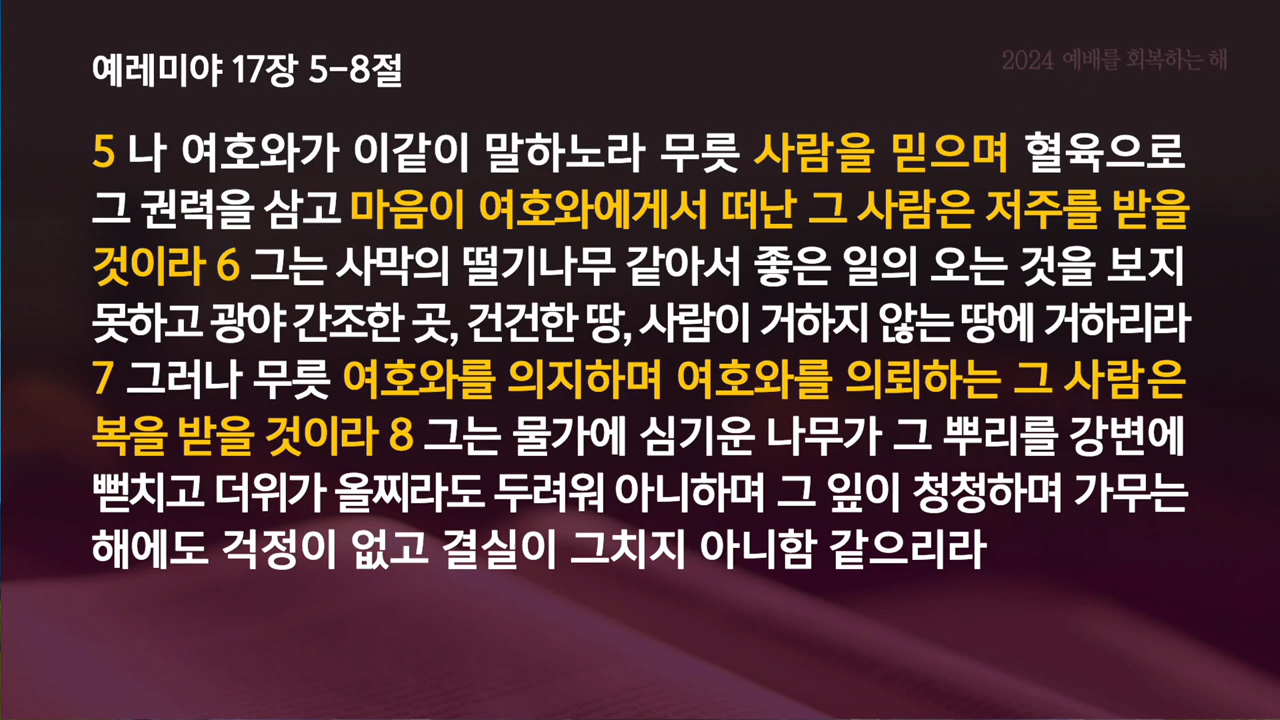 예레미야 17장 5-8절
2024 예배를 회복하는 해
5 나 여호와가 이같이 말하노라 무릇 사람을 믿으며 혈육으로
그 권력을 삼고 마음이 여호와에게서 떠난 그 사람은 저주를 받을
것이라 6 그는 사막의 떨기나무 같아서 좋은 일의 오는 것을 보지
못하고 광야 간조한 곳, 건건한 땅, 사람이 거하지 않는 땅에 거하리라
7 그러나 무릇 여호와를 의지하며 여호와를 의뢰하는 그 사람은
복을 받을 것이라 8 그는 물가에 심기운 나무가 그 뿌리를 강변에
뻗치고 더위가 올찌라도 두려워 아니하며 그 잎이 청청하며 가무는
해에도 걱정이 없고 결실이 그치지 아니함 같으리라